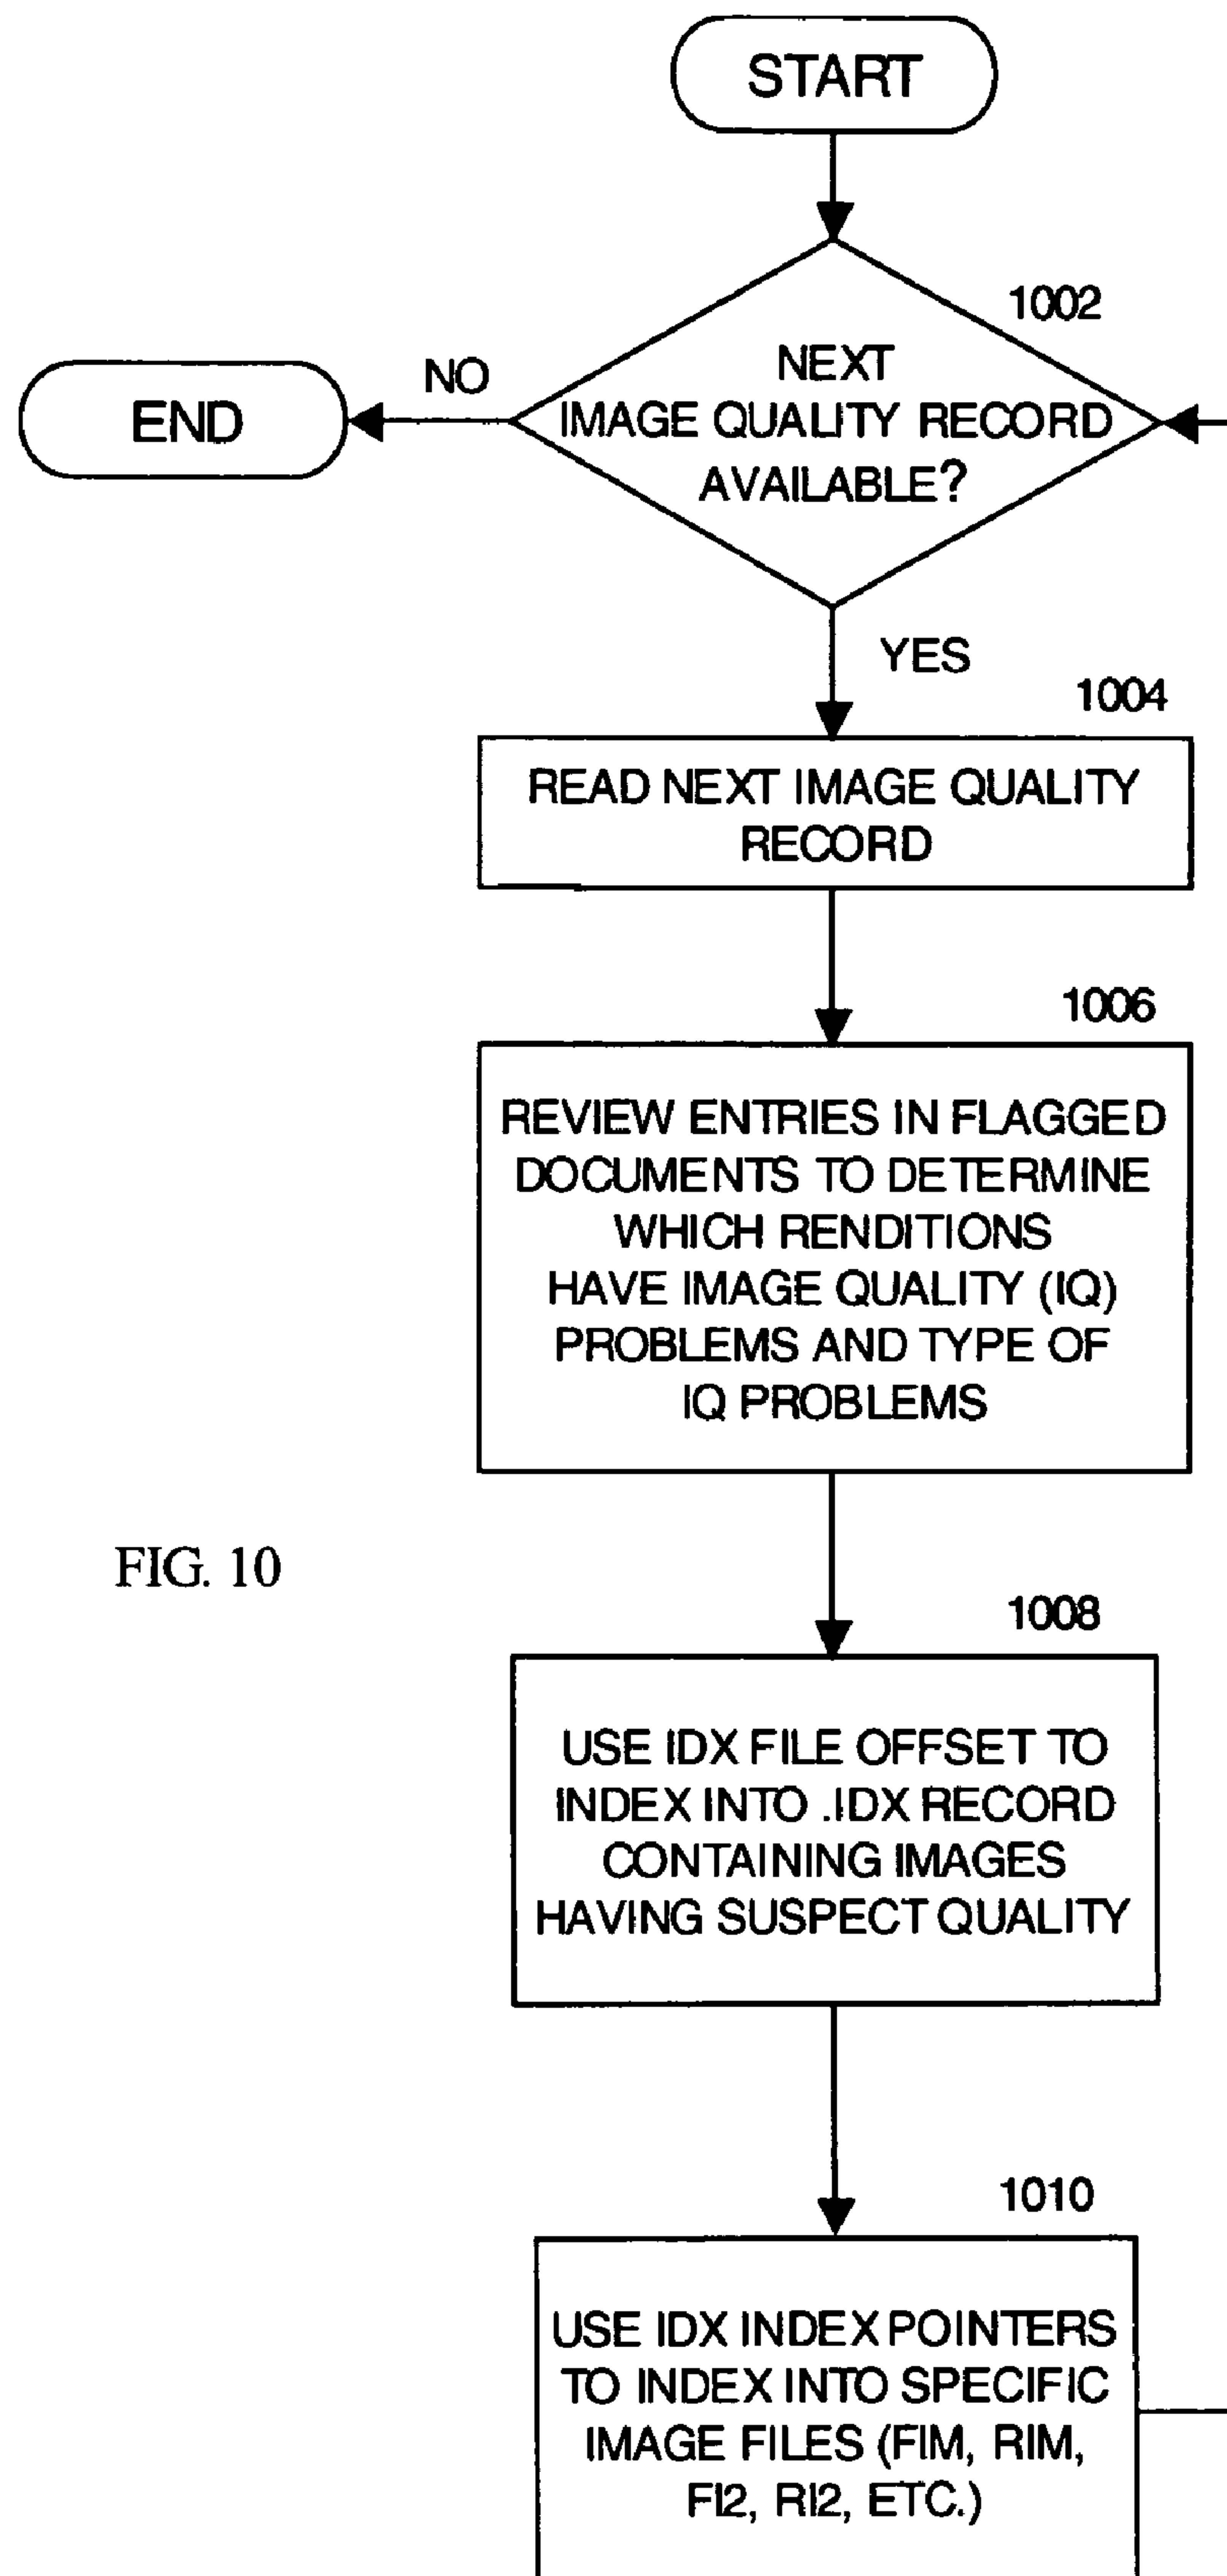 START
1002
NEXT
IMAGE QUALITY RECORD
AVAILABLE?
NO
END
YES
1004
READ NEXT IMAGE QUALITY
RECORD
1006
REVIEW ENTRIES IN FLAGGED
DOCUMENTS TO DETERMINE
WHICH RENDITIONS
HAVE IMAGE QUALITY (IQ)
PROBLEMS AND TYPE OF
IQ PROBLEMS
FIG. 10
1008
USE IDX FILE OFFSET TO
INDEX INTO .IDX RECORD
CONTAINING IMAGES
HAVING SUSPECT QUALITY
1010
USE IDX INDEX POINTERS
TO INDEX INTO SPECIFIC
IMAGE FILES (FIM, RIM,
FI2, RI2, ETC.)